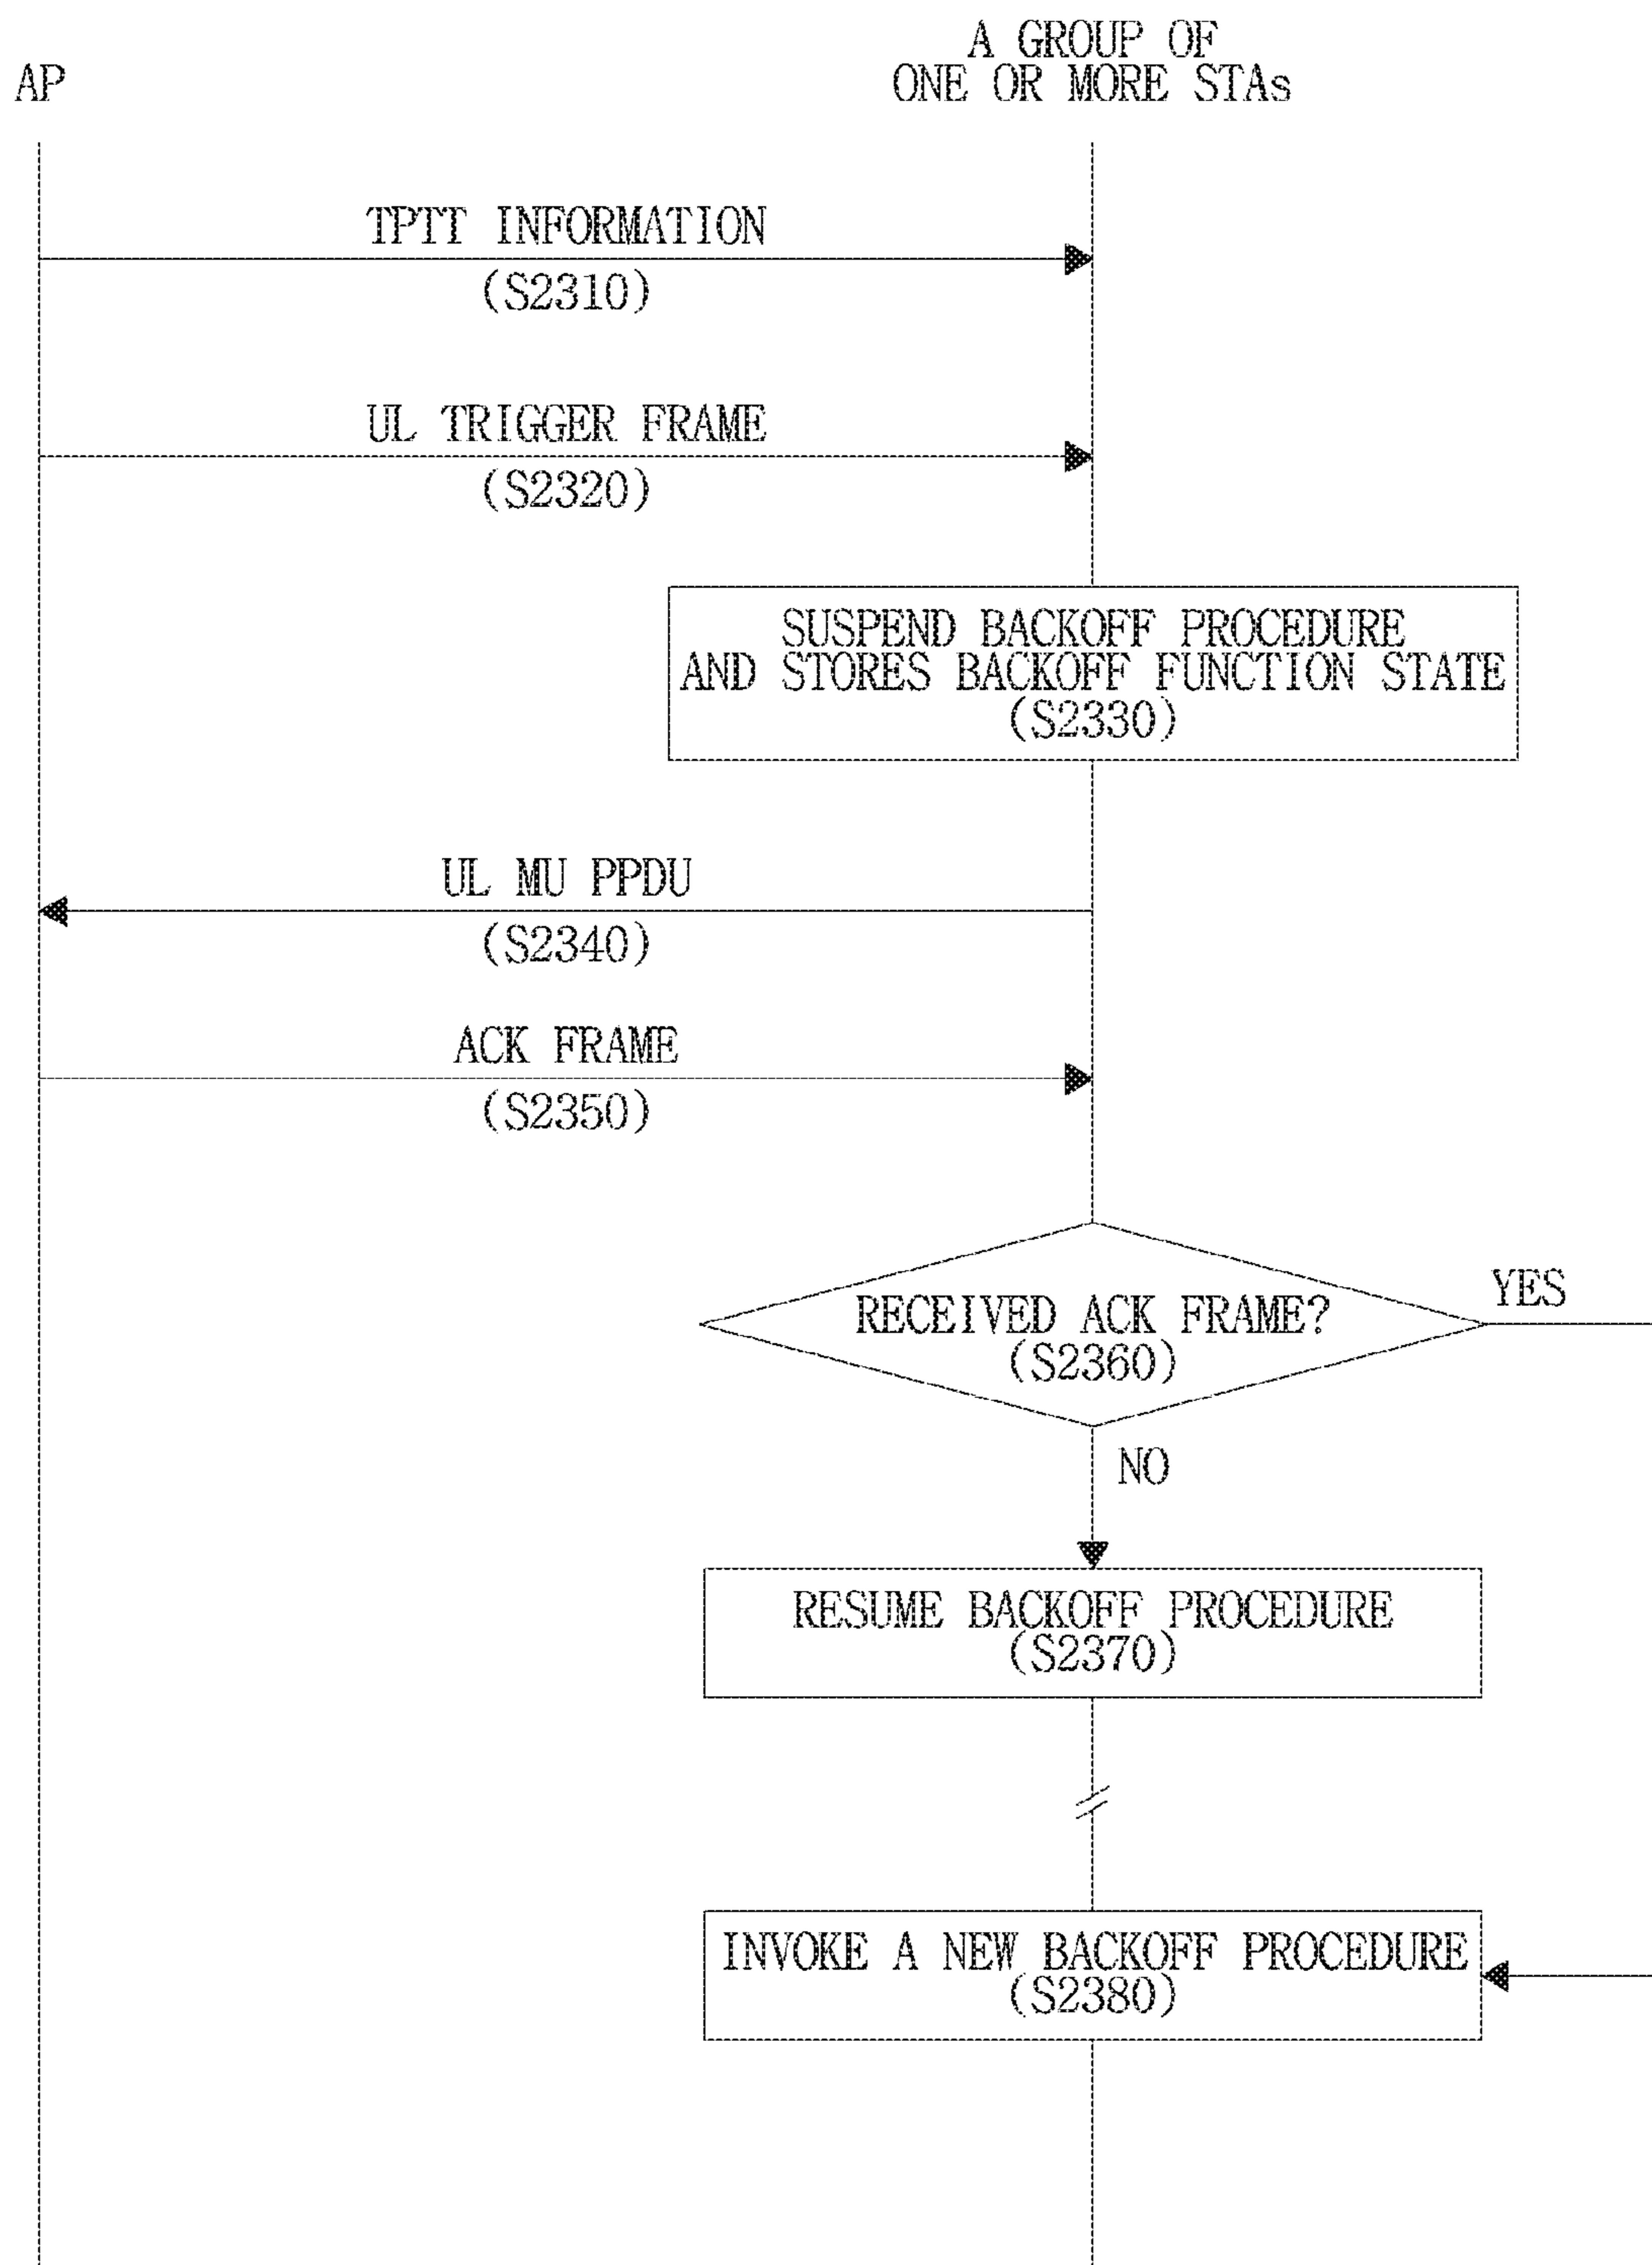 AP
A GROUP OF
ONE OR MORE STAs
TPTT INFORMATION
(S2310)
UL TRIGGER FRAME
(S2320)
SUSPEND BACKOFF PROCEDURE
AND STORES BACKOFF FUNCTION STATE
(S2330)
UL MU PPDU
(S2340)
ACK FRAME
(S2350)
RECEIVED ACK FRAME?
(S2360)
YES
NO
RESUME BACKOFF PROCEDURE
(S2370)
INVOKE A NEW BACKOFF PROCEDURE
(S2380)